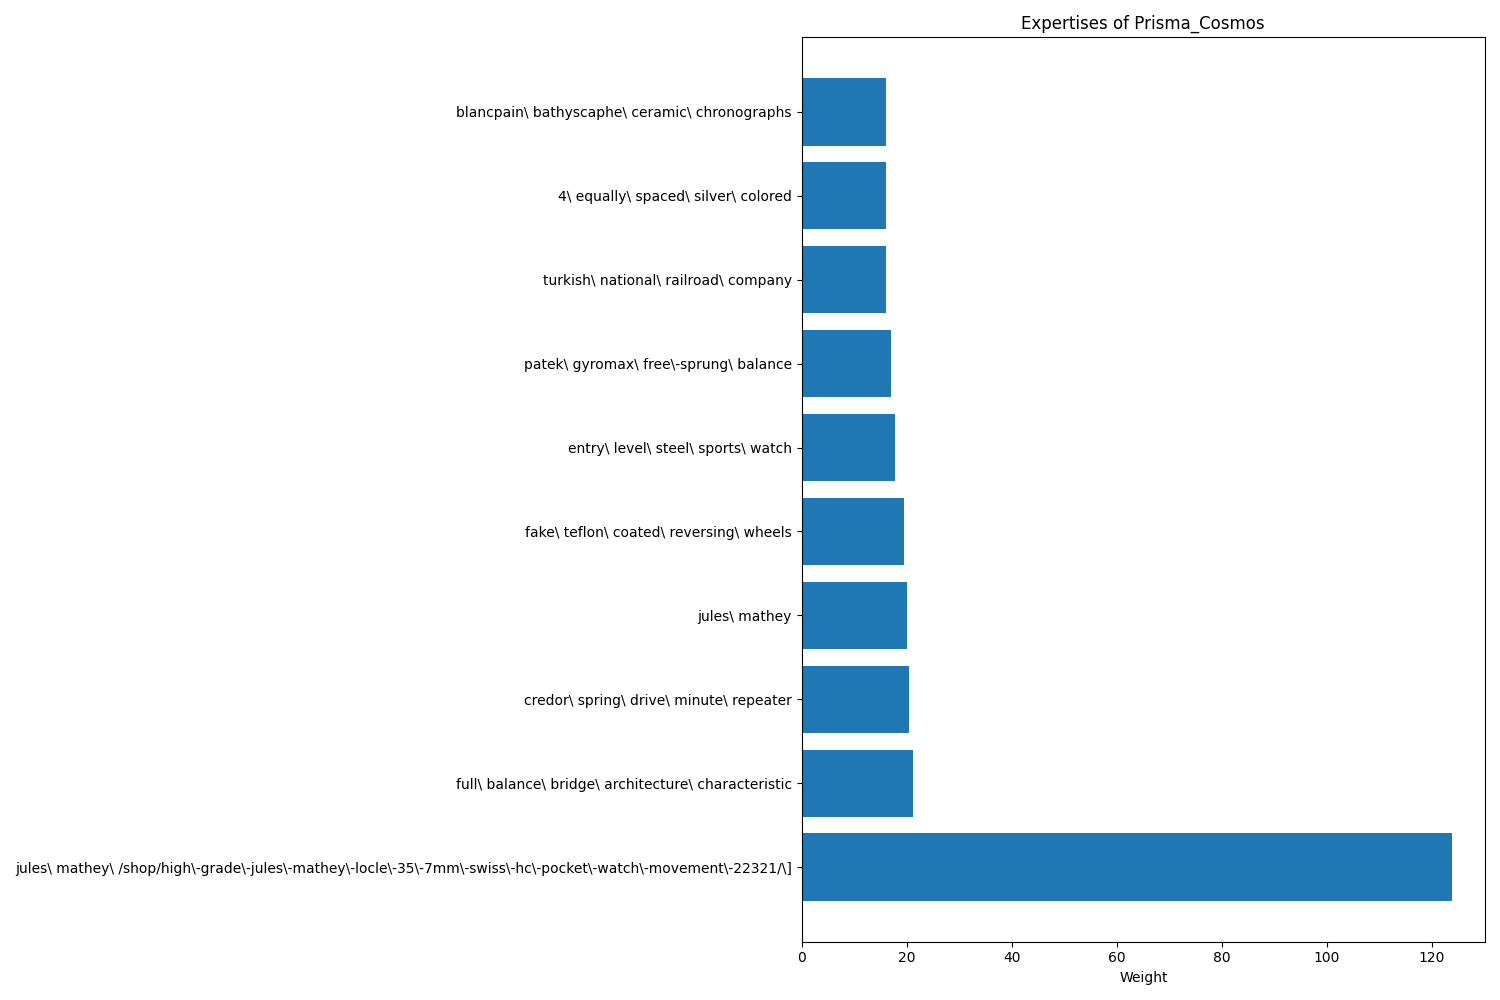 Expertises of Prisma_Cosmos
blancpain\ bathyscaphe\ ceramic\ chronographs
4\ equally\ spaced\ silver\ colored
turkish\ national\ railroad\ company
patek\ gyromax\ free\-sprung\ balance
entry\ level\ steel\ sports\ watch
fake\ teflon\ coated\ reversing\ wheels
jules\ mathey
credor\ spring\ drive\ minute\ repeater
full\ balance\ bridge\ architecture\ characteristic
jules\ mathey\ /shop/high\-grade\-jules\-mathey\-locle\-35\-7mm\-swiss\-hc\-pocket\-watch\-movement\-22321/\]
0 20 40 60 80 100 120
Weight